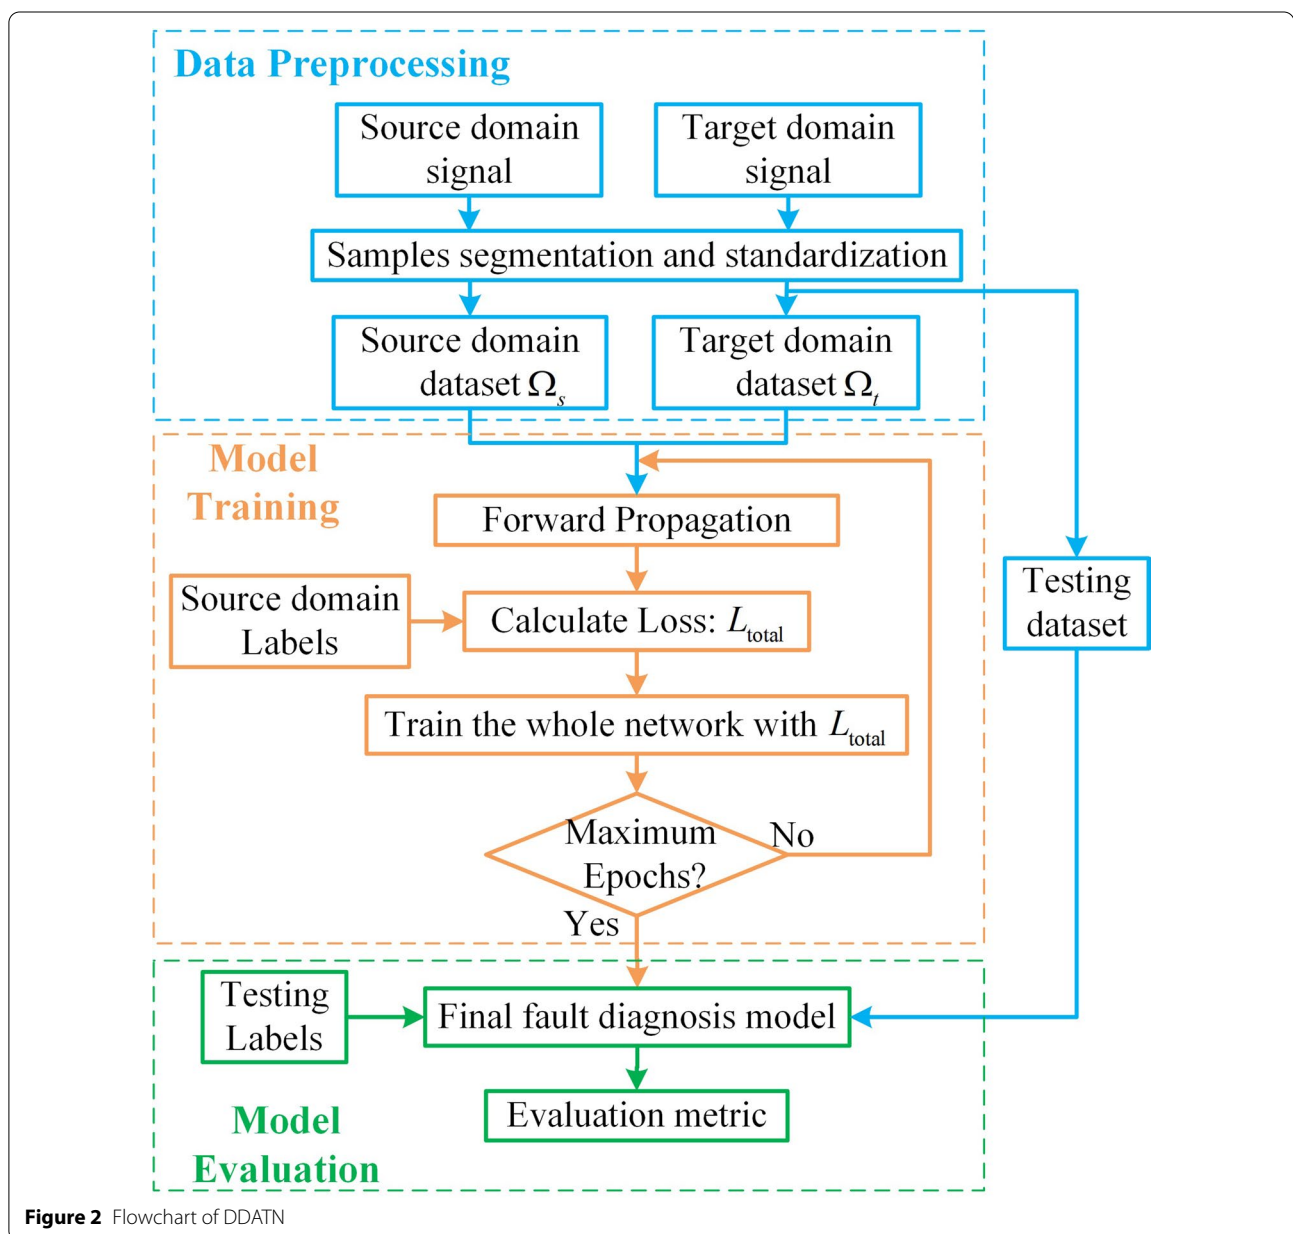 Data Preprocessing
Source domain
signal
Target domain
signal
Samples segmentation and standardization
Source domain
dataset Ωs
Target domain
dataset Ωt
Model
Training
Forward Propagation
Source domain
Labels
Calculate Loss: Ltotal
Testing
dataset
Train the whole network with Ltotal
Maximum
Epochs?
No
Yes
Testing
Labels
Final fault diagnosis model
Evaluation metric
Model
Evaluation
Figure 2 Flowchart of DDATN